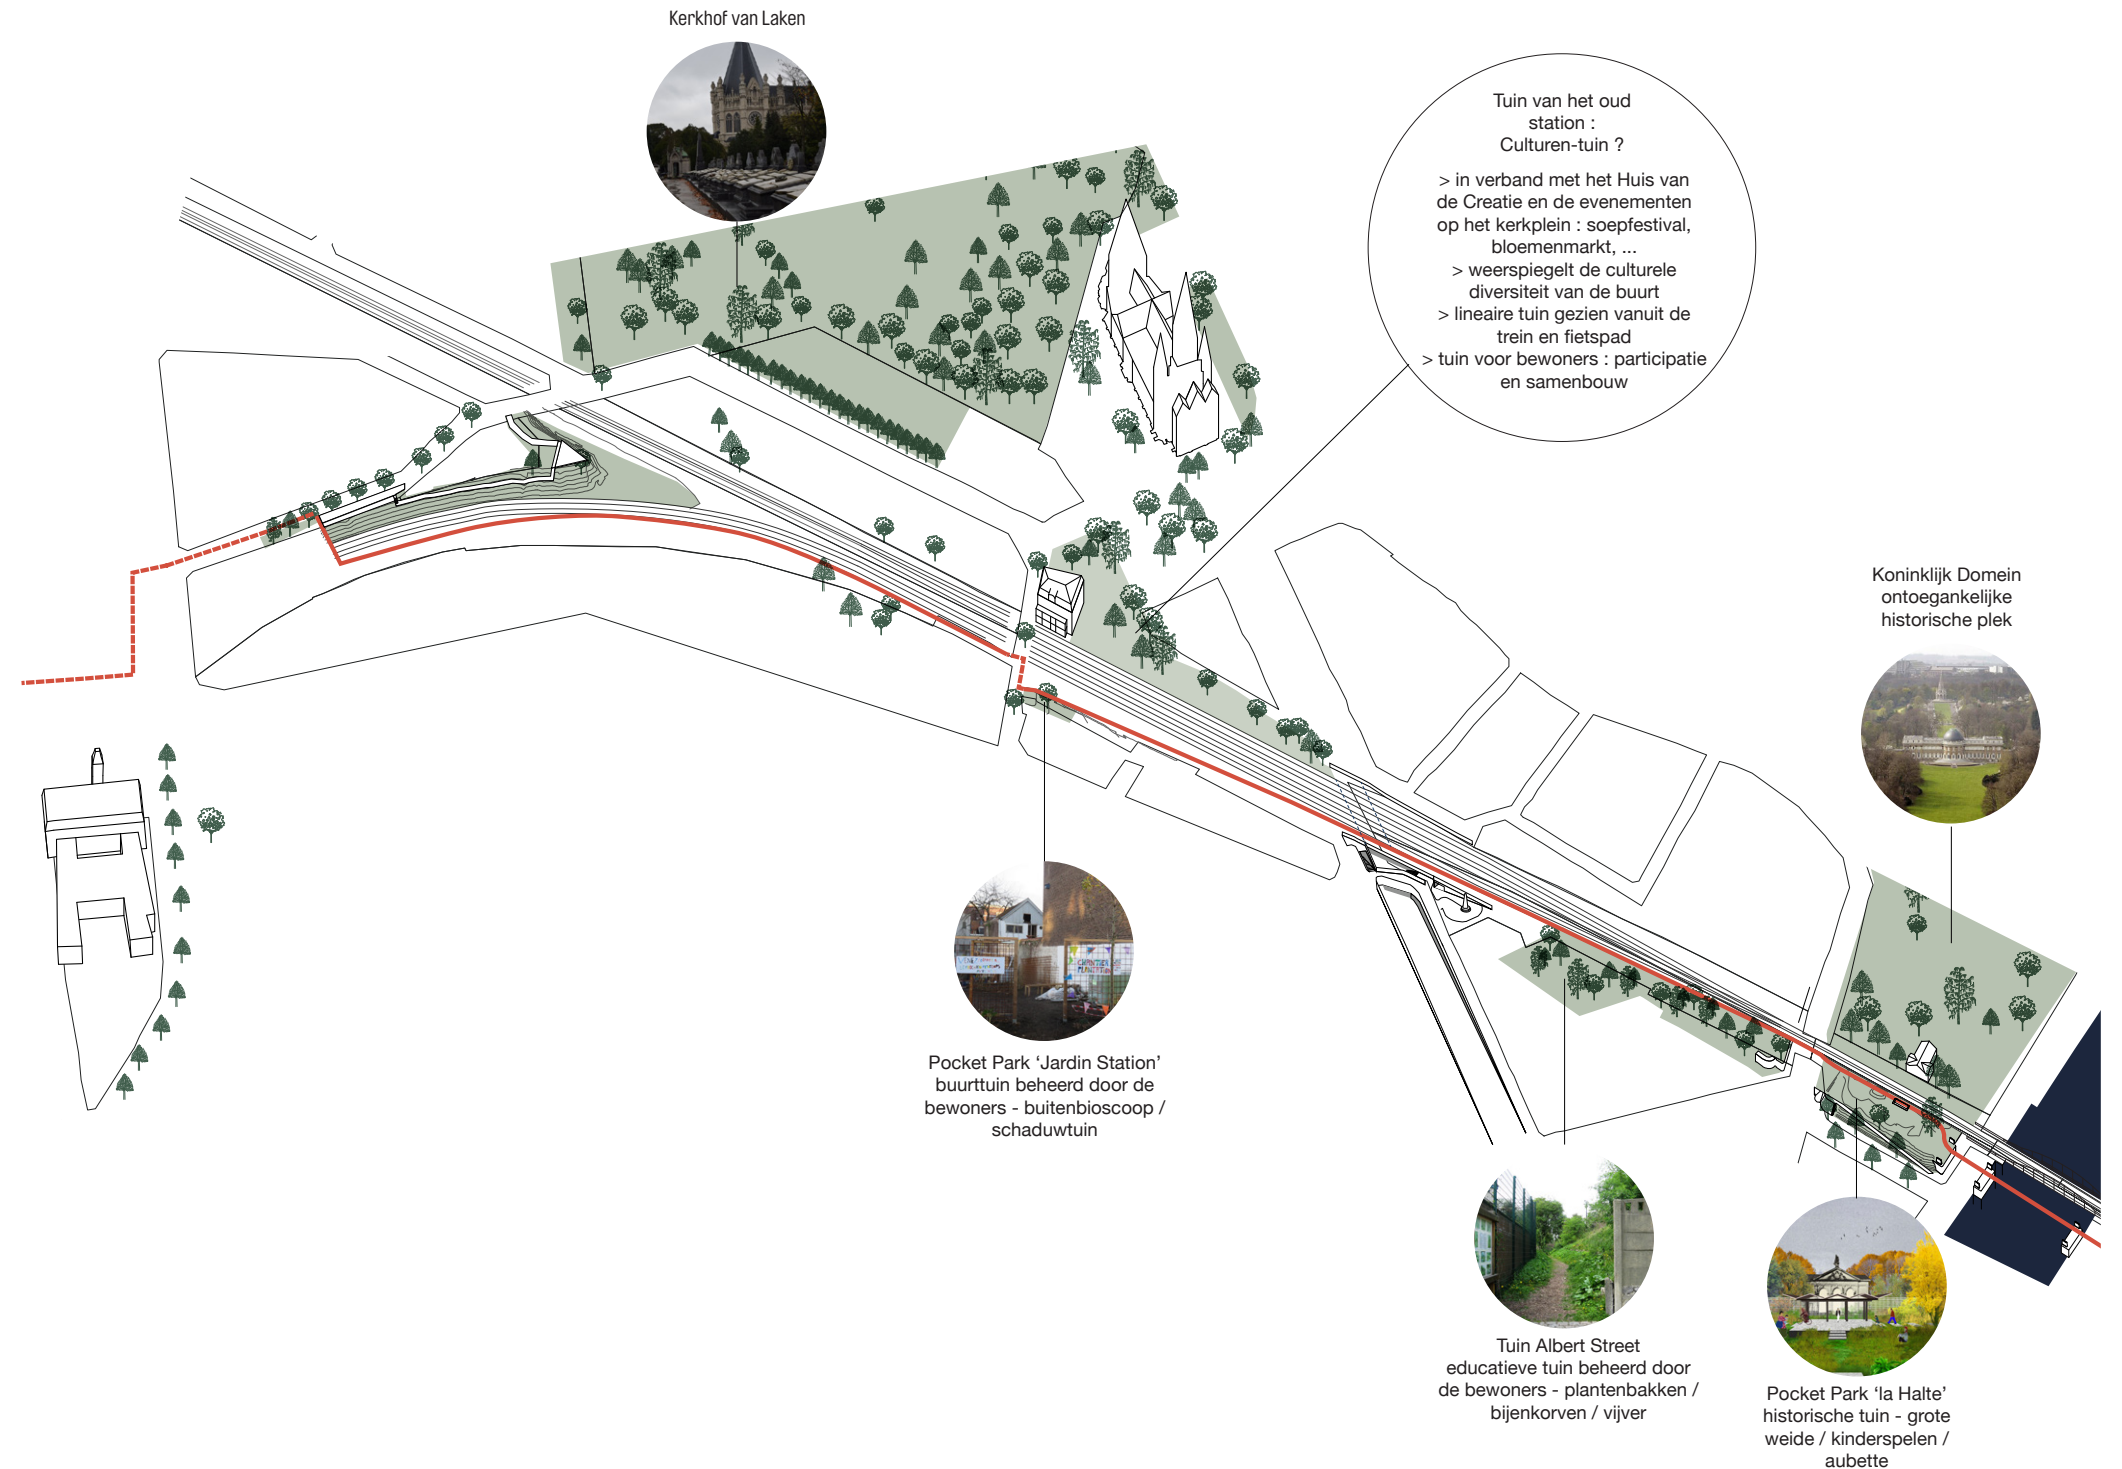 Kerkhof van Laken
Tuin van het oud
station :
Culturen-tuin ?
> in verband met het Huis van
de Creatie en de evenementen
op het kerkplein : soepfestival,
bloemenmarkt, ...
> weerspiegelt de culturele
diversiteit van de buurt
> lineaire tuin gezien vanuit de
trein en fietspad
> tuin voor bewoners : participatie
en samenbouw
Koninklijk Domein
ontoegankelijke
historische plek
CHANTIER
PLANTATION
Pocket Park ‘Jardin Station’
buurttuin beheerd door de
bewoners - buitenbioscoop /
schaduwtuin
Tuin Albert Street
educatieve tuin beheerd door
de bewoners - plantenbakken /
bijenkorven / vijver
Pocket Park ‘la Halte’
historische tuin - grote
weide / kinderspelen /
aubette